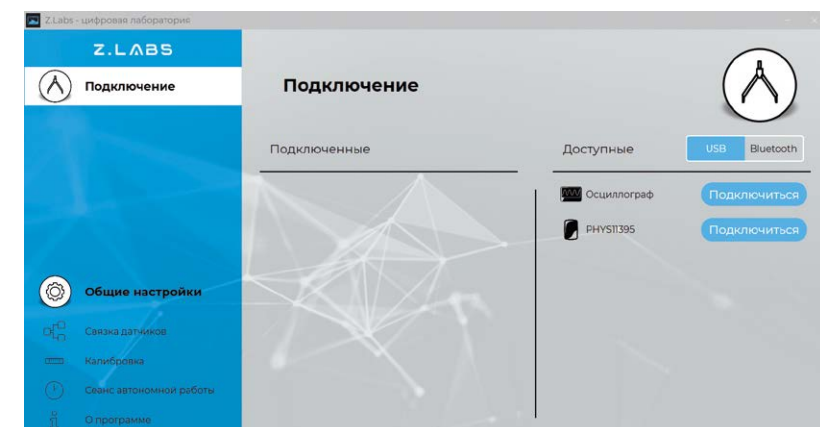 Z.Labs - цифровая лаборатория
Z.LABS
Подключение
Подключение
Подключенные
Доступные
USB
Bluetooth
Осциллограф
Подключиться
PHYS11395
Подключиться
Общие настройки
Связка датчиков
Калибровка
Сеанс автономной работы
О программе